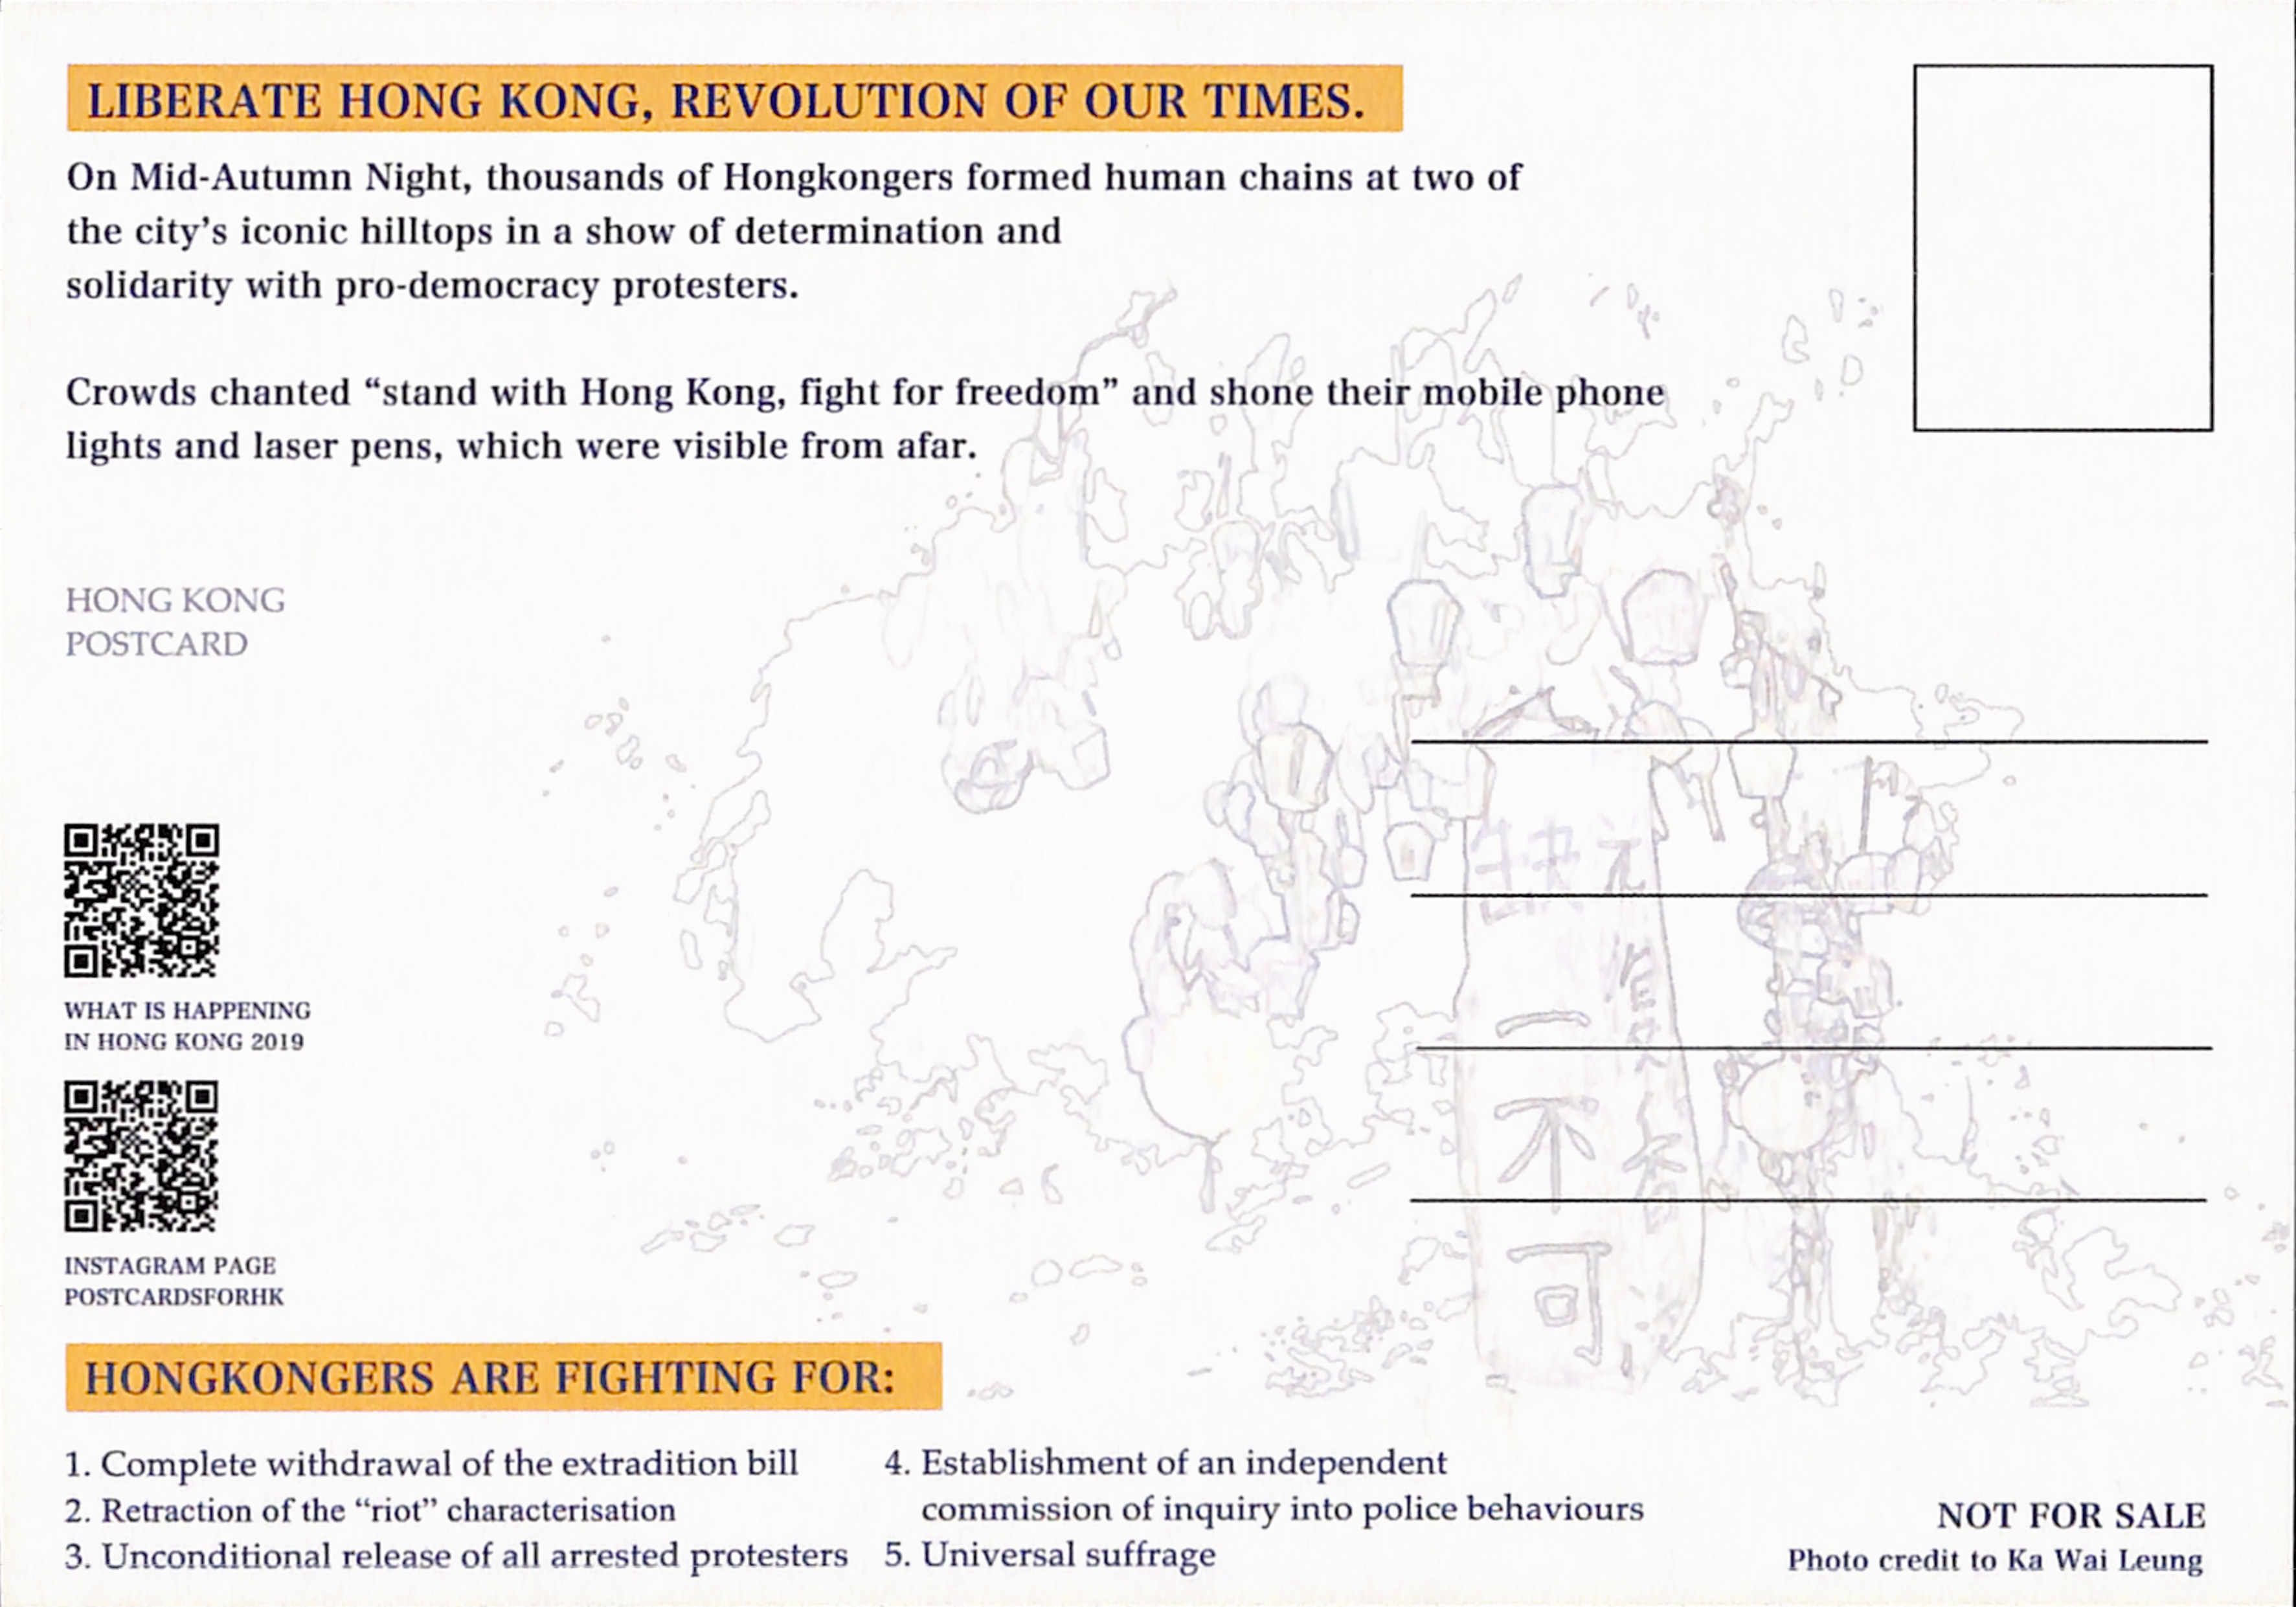 LIBERATE HONG KONG, REVOLUTION OF OUR TIMES.
On Mid-Autumn Night, thousands of Hongkongers formed human chains at two of
the city’s iconic hilltops in a show of determination and
solidarity with pro-democracy protesters.
Crowds chanted “stand with Hong Kong, fight for freedom” and shone their mobile phone
lights and laser pens, which were visible from afar.
HONG KONG
POSTCARD
WHAT IS HAPPENING
IN HONG KONG 2019
INSTAGRAM PAGE
POSTCARDSFORHK
一
不
可
HONGKONGERS ARE FIGHTING FOR:
1. Complete withdrawal of the extradition bill
2. Retraction of the “riot” characterisation
3. Unconditional release of all arrested protesters
4. Establishment of an independent
commission of inquiry into police behaviours
5. Universal suffrage
NOT FOR SALE
Photo credit to Ka Wai Leung